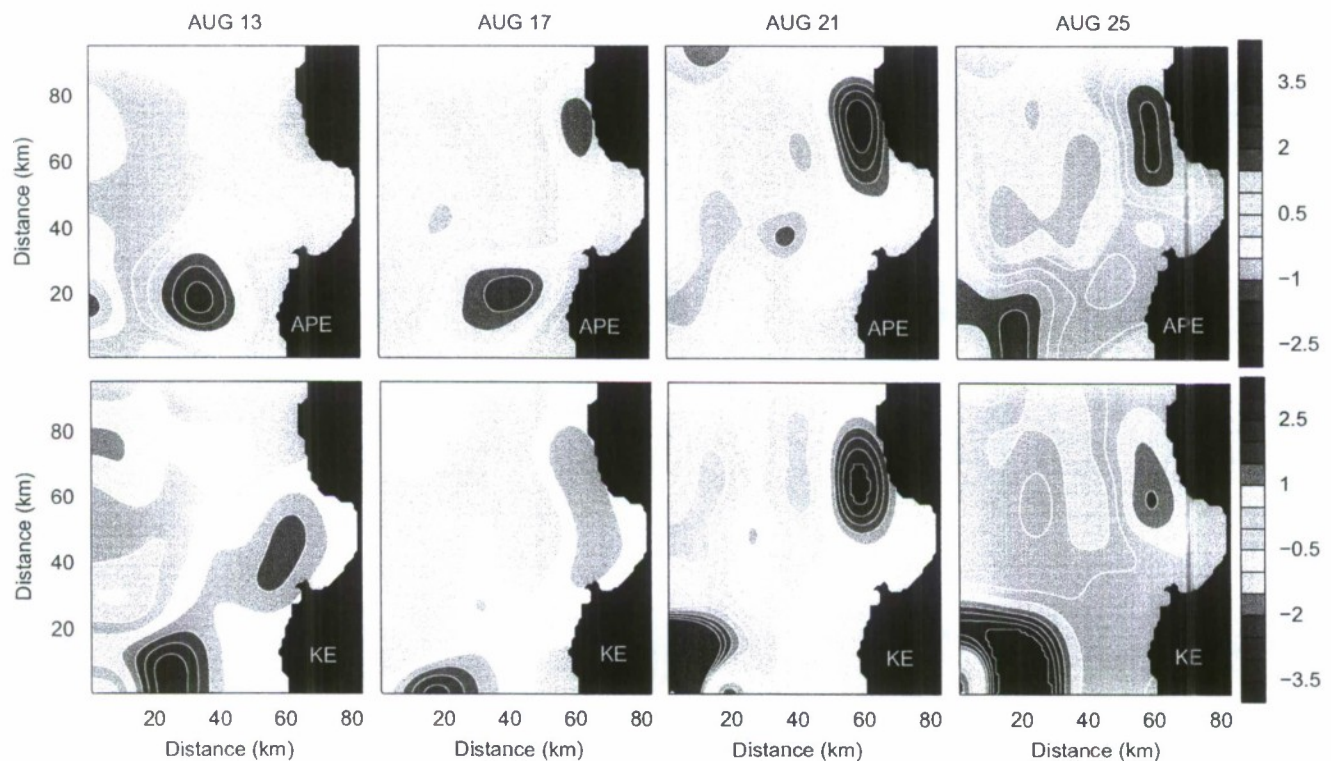 AUG 13 AUG 17 AUG 21 AUG 25
Distance (km)
80
60
40
20
APE APE APE APE
3.5
2
0.5
−1
−2.5
Distance (km)
80
60
40
20
KE KE KE KE
2.5
1
−0.5
−2
−3.5
20 40 60 80 20 40 60 80 20 40 60 80 20 40 60 80
Distance (km) Distance (km) Distance (km) Distance (km)